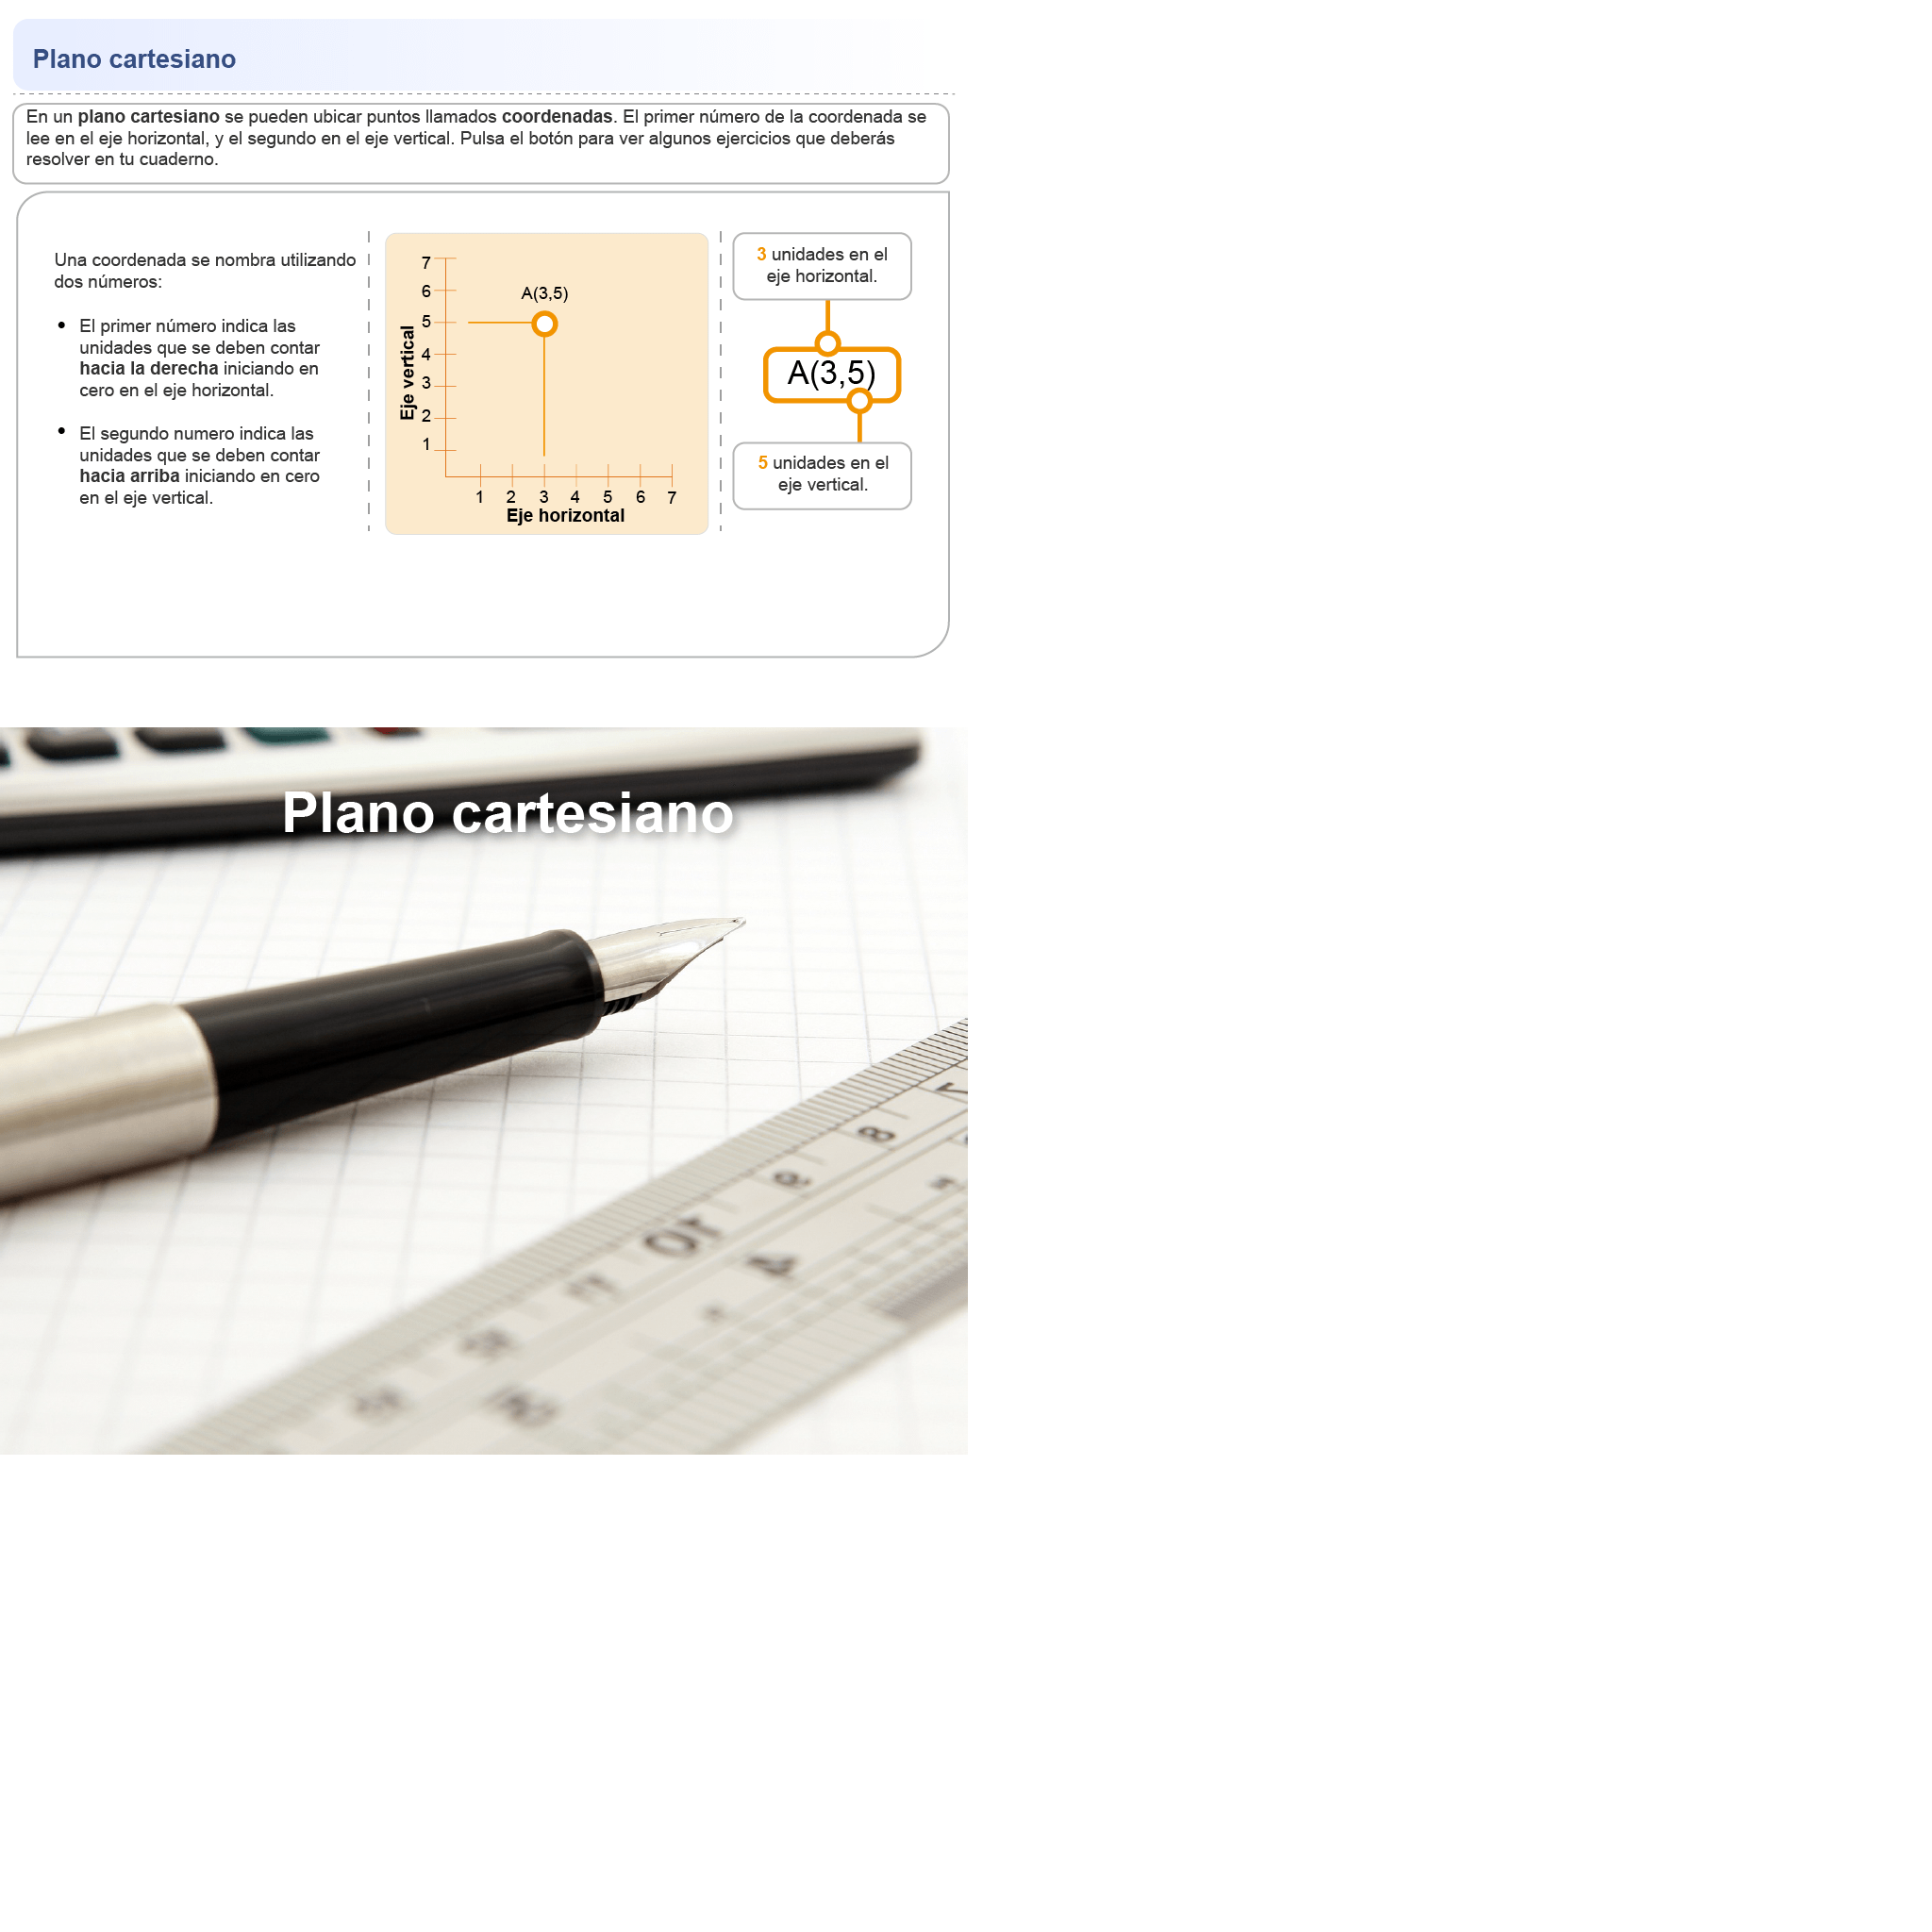 Plano cartesiano
En un plano cartesiano se pueden ubicar puntos llamados coordenadas. El primer número de la coordenada se
lee en el eje horizontal, y el segundo en el eje vertical. Pulsa el botón para ver algunos ejercicios que deberás
resolver en tu cuaderno.
Una coordenada se nombra utilizando
dos números:
• El primer número indica las
unidades que se deben contar
hacia la derecha iniciando en
cero en el eje horizontal.
• El segundo numero indica las
unidades que se deben contar
hacia arriba iniciando en cero
en el eje vertical.
Eje vertical
7
6
5
4
3
2
1
A(3,5)
1 2 3 4 5 6 7
Eje horizontal
3 unidades en el
eje horizontal.
A(3,5)
5 unidades en el
eje vertical.
Plano cartesiano
8
9
10
11
4